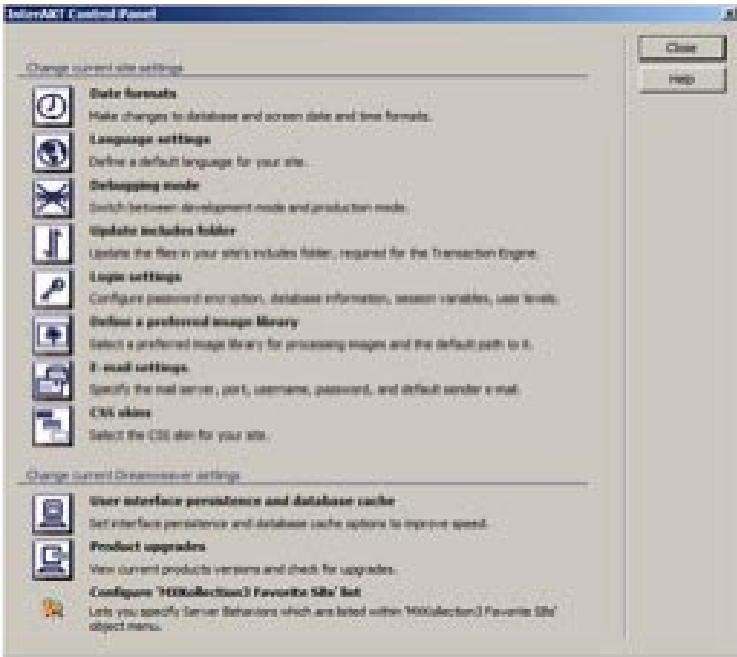 InterAKT Control Panel
Close
Help
Change current site settings
Date formats
Make changes to database and screen date and time formats.
Language settings
Define a default language for your site.
Debugging mode
Switch between development mode and production mode.
Update includes folder
Update the files in your site's includes folder, required for the Transaction Engine.
Login settings
Configure password encryption, database information, session variables, user levels.
Define a preferred image library
Select a preferred image library for processing images and the default path to it.
E-mail settings
Specify the mail server, port, username, password, and default sender e-mail.
CSS skins
Select the CSS skin for your site.
Change current Dreamweaver settings
User interface persistence and database cache
Set interface persistence and database cache options to improve speed.
Product upgrades
View current products versions and check for upgrades.
Configure 'MXKollection3 Favorite SBs' list
Lets you specify Server Behaviors which are listed within 'MXKollection3 Favorite SBs'
object menu.